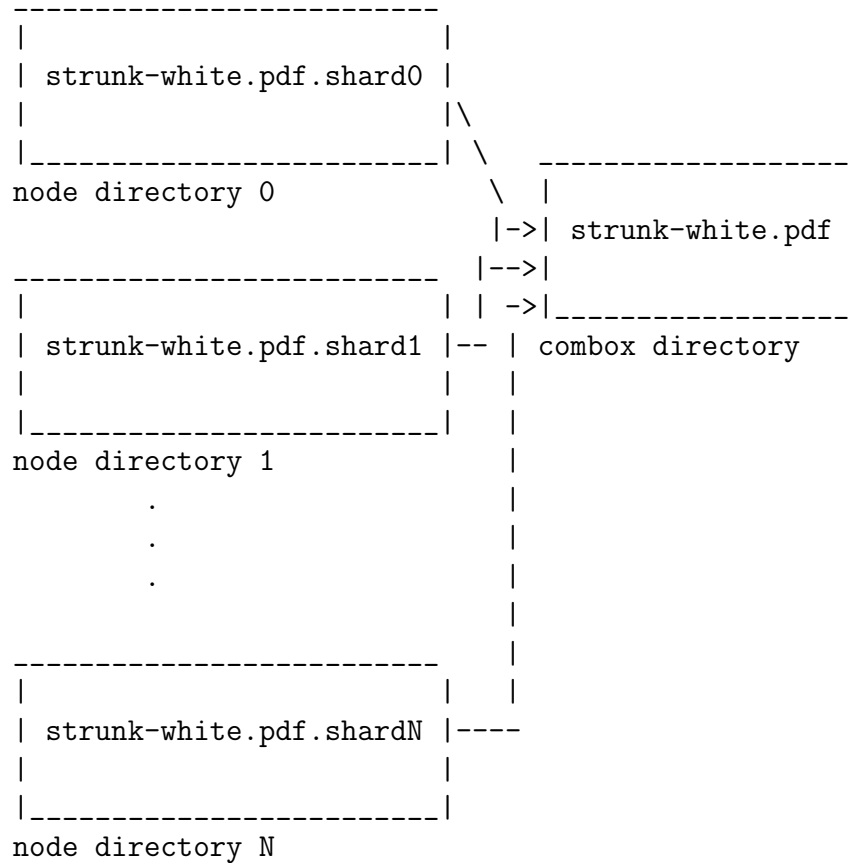 strunk-white.pdf.shard0
node directory 0
strunk-white.pdf
strunk-white.pdf.shard1
combox directory
node directory 1
.
.
.
strunk-white.pdf.shardN
node directory N